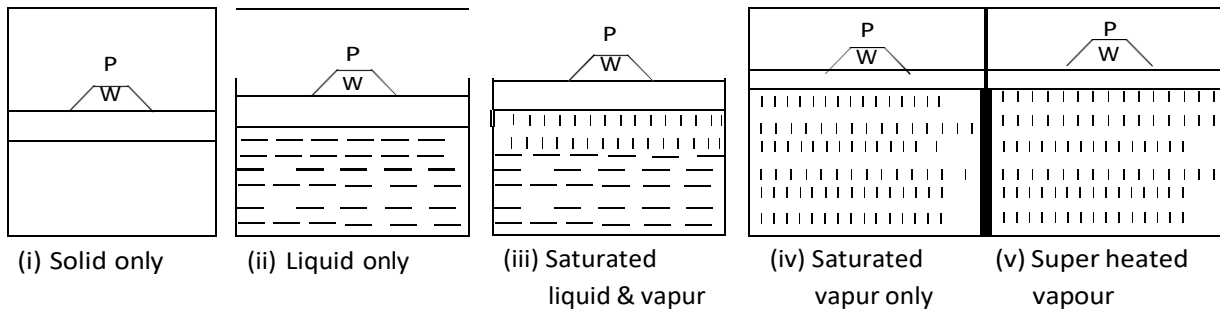 P
W
P
W
P
W
P
W
P
W
(i) Solid only
(ii) Liquid only
(iii) Saturated
liquid & vapur
(iv) Saturated
vapur only
(v) Super heated
vapour